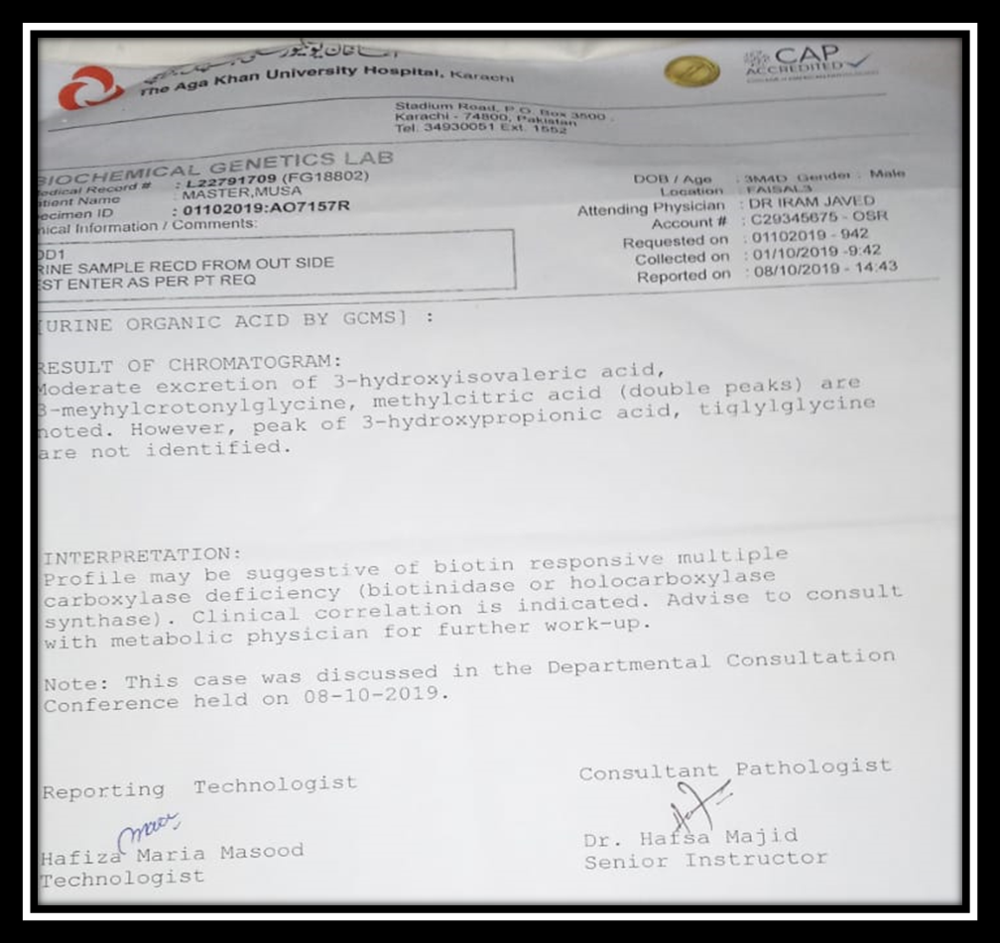 The Aga Khan University Hospital, Karachi
CAP
ACCREDITED
Stadium Road, P.O. Box 3500
Karachi - 74800, Pakistan
Tel: 34930051 Ext. 1552
BIOCHEMICAL GENETICS LAB
edical Record # : L22791709 (FG18802)
atient Name : MASTER,MUSA
ecimen ID : 01102019:AO7157R
nical Information / Comments:
DOB / Age : 3M4D Gender : Male
Location : FAISAL3
Attending Physician : DR IRAM JAVED
Account # : C29345675 - OSR
Requested on : 01102019 - 942
Collected on : 01/10/2019 -9:42
Reported on : 08/10/2019 - 14:43
OD1
RINE SAMPLE RECD FROM OUT SIDE
ST ENTER AS PER PT REQ
[URINE ORGANIC ACID BY GCMS] :
RESULT OF CHROMATOGRAM:
Moderate excretion of 3-hydroxyisovaleric acid,
3-meyhylcrotonylglycine, methylcitric acid (double peaks) are
noted. However, peak of 3-hydroxypropionic acid, tiqlylglycine
are not identified.
INTERPRETATION:
Profile may be suggestive of biotin responsive multiple
carboxylase deficiency (biotinidase or holocarboxylase
synthase). Clinical correlation is indicated. Advise to consult
with metabolic physician for further work-up.
Note: This case was discussed in the Departmental Consultation
Conference held on 08-10-2019.
Reporting Technologist
Hafiza Maria Masood
Technologist
Consultant Pathologist
Dr. Hafsa Majid
Senior Instructor